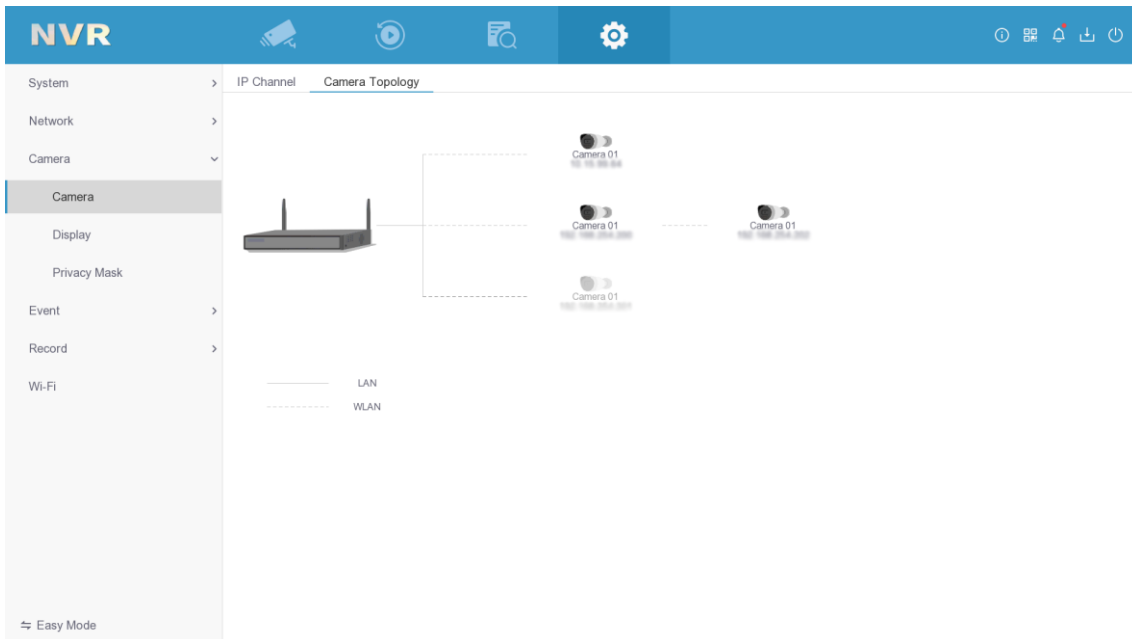 NVR
System
IP Channel Camera Topology
Network
Camera
Camera 01
Camera
Camera 01 Camera 01
Display
Privacy Mask
Camera 01
Event
Record
Wi-Fi
LAN
WLAN
Easy Mode